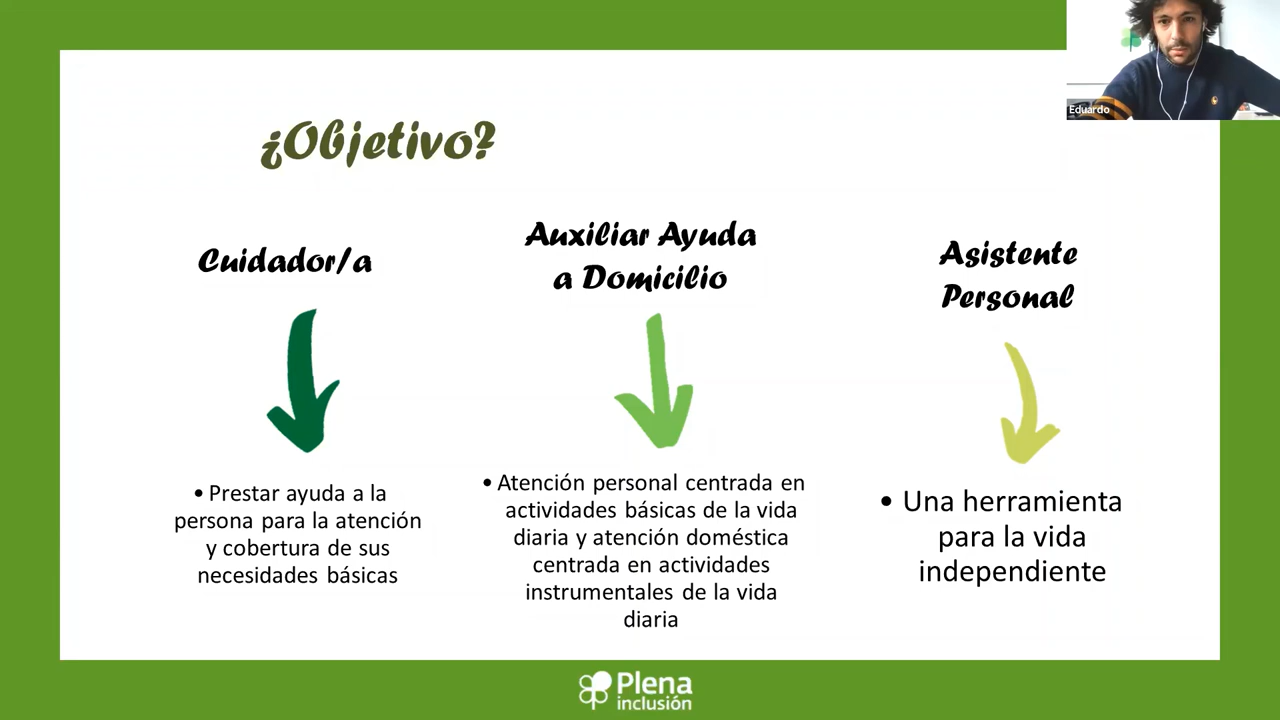 Eduardo
¿Objetivo?
Cuidador/a
• Prestar ayuda a la
persona para la atención
y cobertura de sus
necesidades básicas
Auxiliar Ayuda
a Domicilio
• Atención personal centrada en
actividades básicas de la vida
diaria y atención doméstica
centrada en actividades
instrumentales de la vida
diaria
Asistente
Personal
• Una herramienta
para la vida
independiente
Plena
inclusión